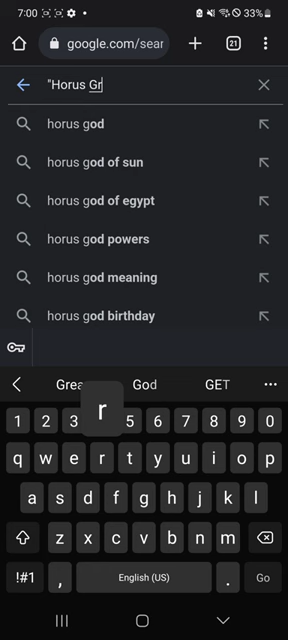 7:00 33%
google.com/sear 21
"Horus Gr
horus god
horus god of sun
horus god of egypt
horus god powers
horus god meaning
horus god birthday
Grea God GET
r
1 2 3 5 6 7 8 9 0
q w e r t y u i o p
a s d f g h j k l
z x c v b n m
!#1 , English (US) . Go